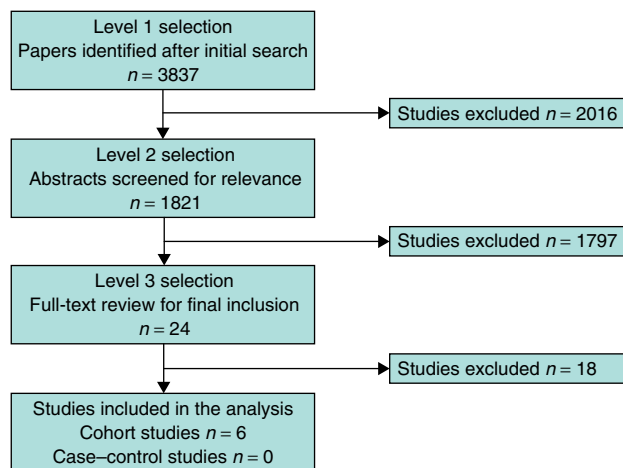 Level 1 selection
Papers identified after initial search
n = 3837
Studies excluded n = 2016
Level 2 selection
Abstracts screened for relevance
n = 1821
Studies excluded n = 1797
Level 3 selection
Full-text review for final inclusion
n = 24
Studies excluded n = 18
Studies included in the analysis
Cohort studies n = 6
Case–control studies n = 0